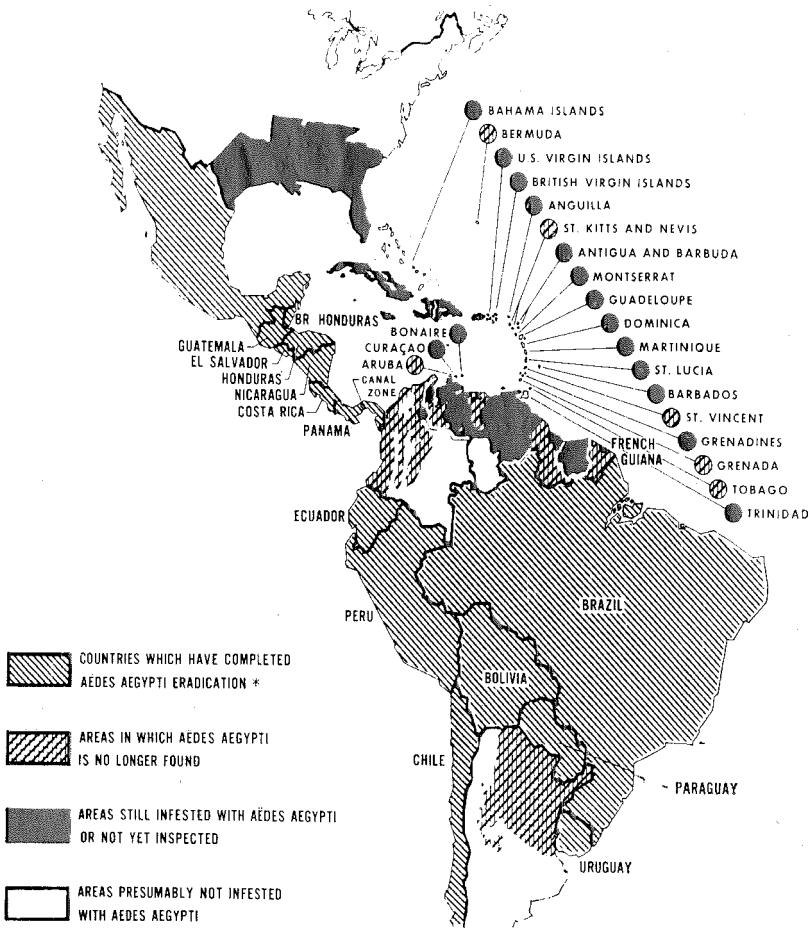 BAHAMA ISLANDS
BERMUDA
U.S. VIRGIN ISLANDS
BRITISH VIRGIN ISLANDS
ANGUILLA
ST. KITTS AND NEVIS
ANTIGUA AND BARBUDA
MONTSERRAT
GUADELOUPE
DOMINICA
MARTINIQUE
ST. LUCIA
BARBADOS
ST. VINCENT
GRENADINES
GRENADA
TOBAGO
TRINIDAD
BR HONDURAS
BONAIRE
CURAÇAO
ARUBA
CANAL
ZONE
GUATEMALA
EL SALVADOR
HONDURAS
NICARAGUA
COSTA RICA
PANAMA
FRENCH
GUIANA
ECUADOR
PERU
BRAZIL
BOLIVIA
CHILE
PARAGUAY
URUGUAY
COUNTRIES WHICH HAVE COMPLETED
AËDES AEGYPTI ERADICATION *
AREAS IN WHICH AËDES AEGYPTI
IS NO LONGER FOUND
AREAS STILL INFESTED WITH AËDES AEGYPTI
OR NOT YET INSPECTED
AREAS PRESUMABLY NOT INFESTED
WITH AEDES AEGYPTI